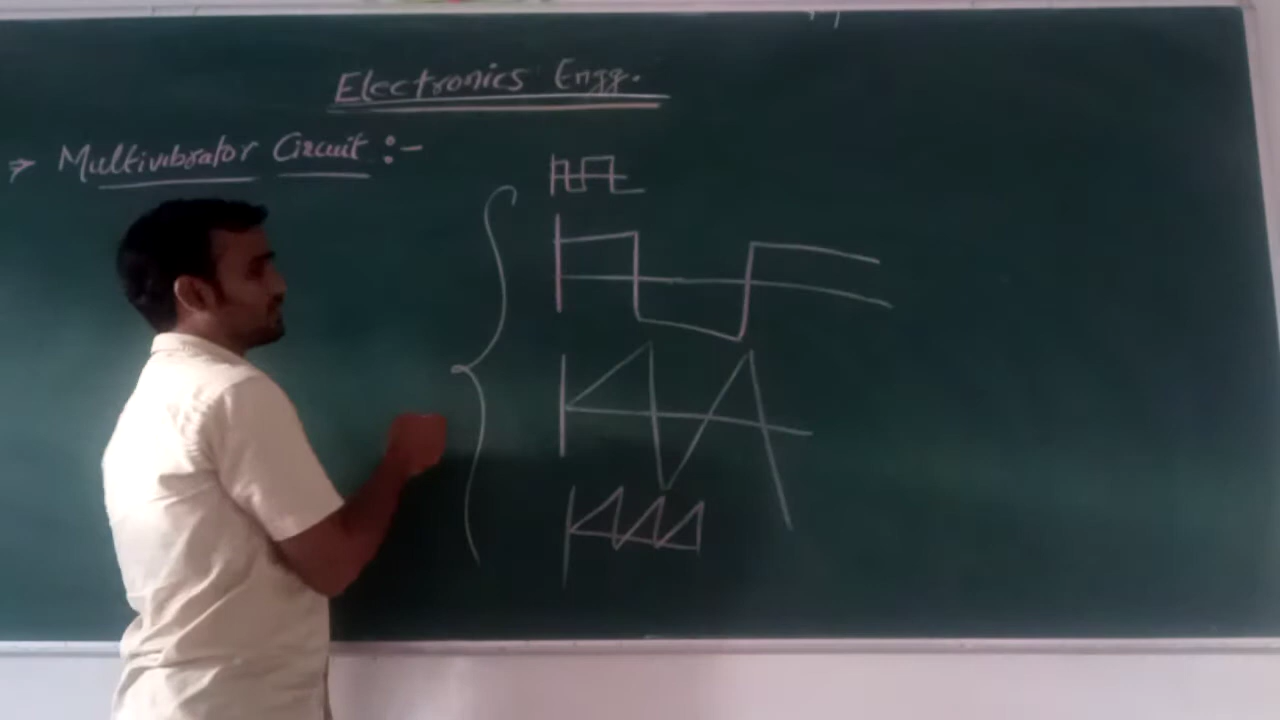 Electronics Engg.
⇒ Multivibrator Circuit :-